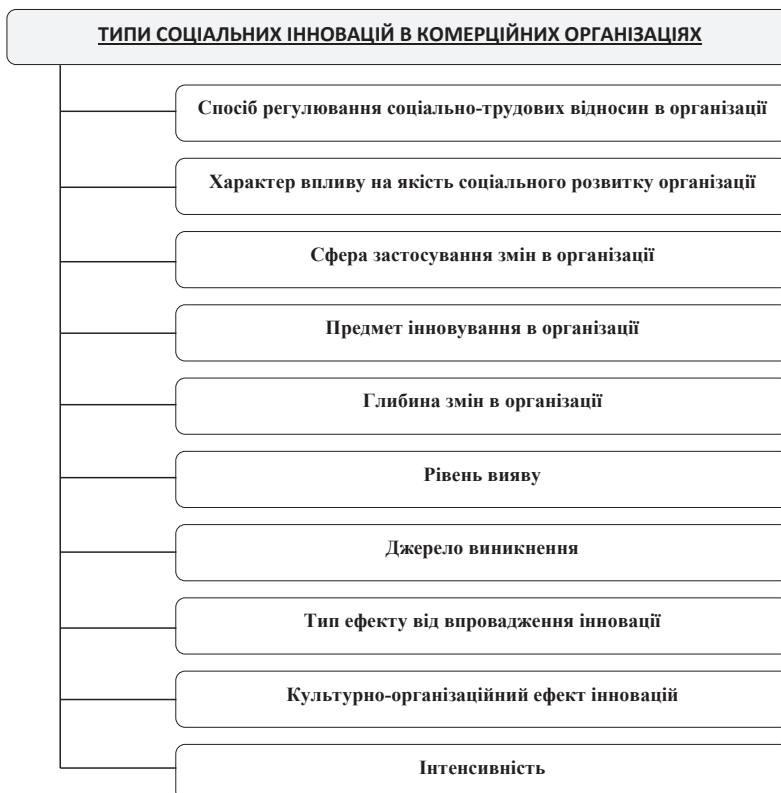 ТИПИ СОЦІАЛЬНИХ ІННОВАЦІЙ В КОМЕРЦІЙНИХ ОРГАНІЗАЦІЯХ
Спосіб регулювання соціально-трудових відносин в організації
Характер впливу на якість соціального розвитку організації
Сфера застосування змін в організації
Предмет інновування в організації
Глибина змін в організації
Рівень вияву
Джерело виникнення
Тип ефекту від впровадження інновації
Культурно-організаційний ефект інновацій
Інтенсивність